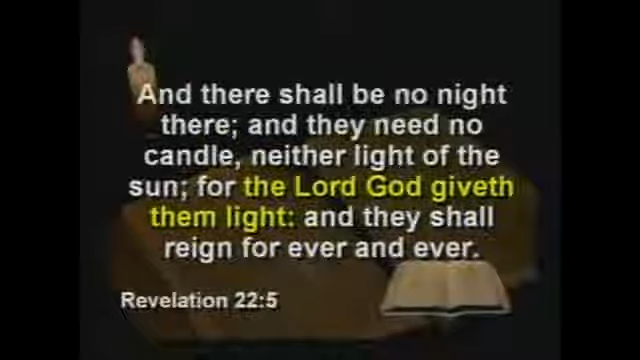 And there shall be no night
there; and they need no
candle, neither light of the
sun; for the Lord God giveth
them light: and they shall
reign for ever and ever.
Revelation 22:5